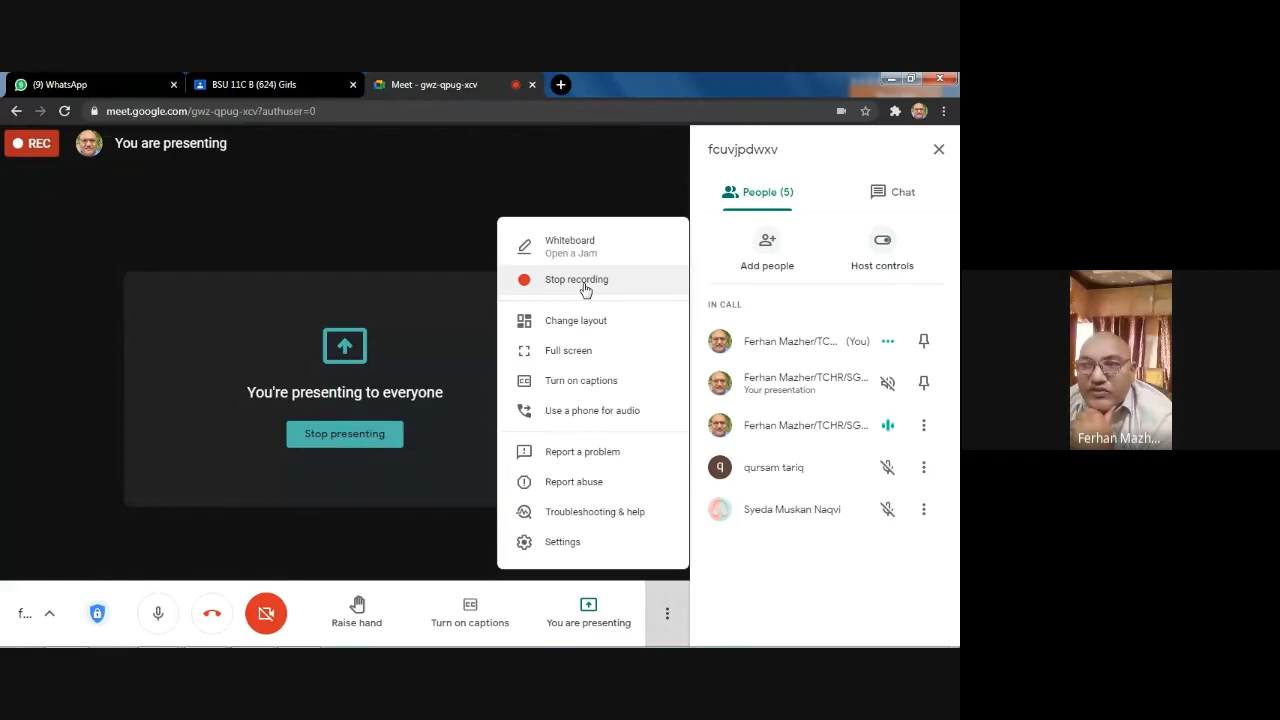 (9) WhatsApp
BSU 11C B (624) Girls
Meet - gwz-qpug-xcv
meet.google.com/gwz-qpug-xcv?authuser=0
REC
You are presenting
You're presenting to everyone
Stop presenting
Whiteboard
Open a Jam
Stop recording
Change layout
Full screen
Turn on captions
Use a phone for audio
Report a problem
Report abuse
Troubleshooting & help
Settings
fcuvjpdwxv
People (5)
Chat
Add people
Host controls
IN CALL
Ferhan Mazher/TC... (You)
Ferhan Mazher/TCHR/SG...
Your presentation
Ferhan Mazher/TCHR/SG...
q
qursam tariq
Syeda Muskan Naqvi
f...
Raise hand
Turn on captions
You are presenting
Ferhan Mazh...